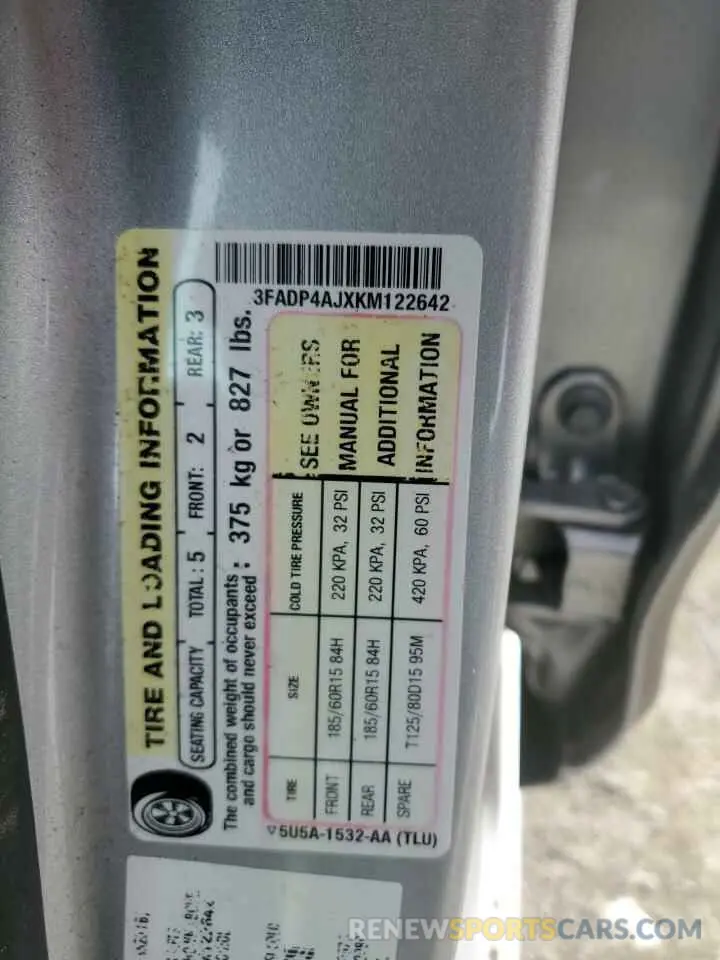 TIRE AND LOADING INFORMATION
SEATING CAPACITY TOTAL: 5 FRONT: 2 REAR: 3
The combined weight of occupants and cargo should never exceed: 375 kg or 827 lbs.
3FADP4AJXKM122642
TIRE SIZE COLD TIRE PRESSURE
FRONT 185/60R15 84H 220 KPA, 32 PSI
REAR 185/60R15 84H 220 KPA, 32 PSI
SPARE T125/80D15 95M 420 KPA, 60 PSI
SEE OWNERS
MANUAL FOR
ADDITIONAL
INFORMATION
5U5A-1532-AA (TLU)
RENEWSPORTSCARS.COM